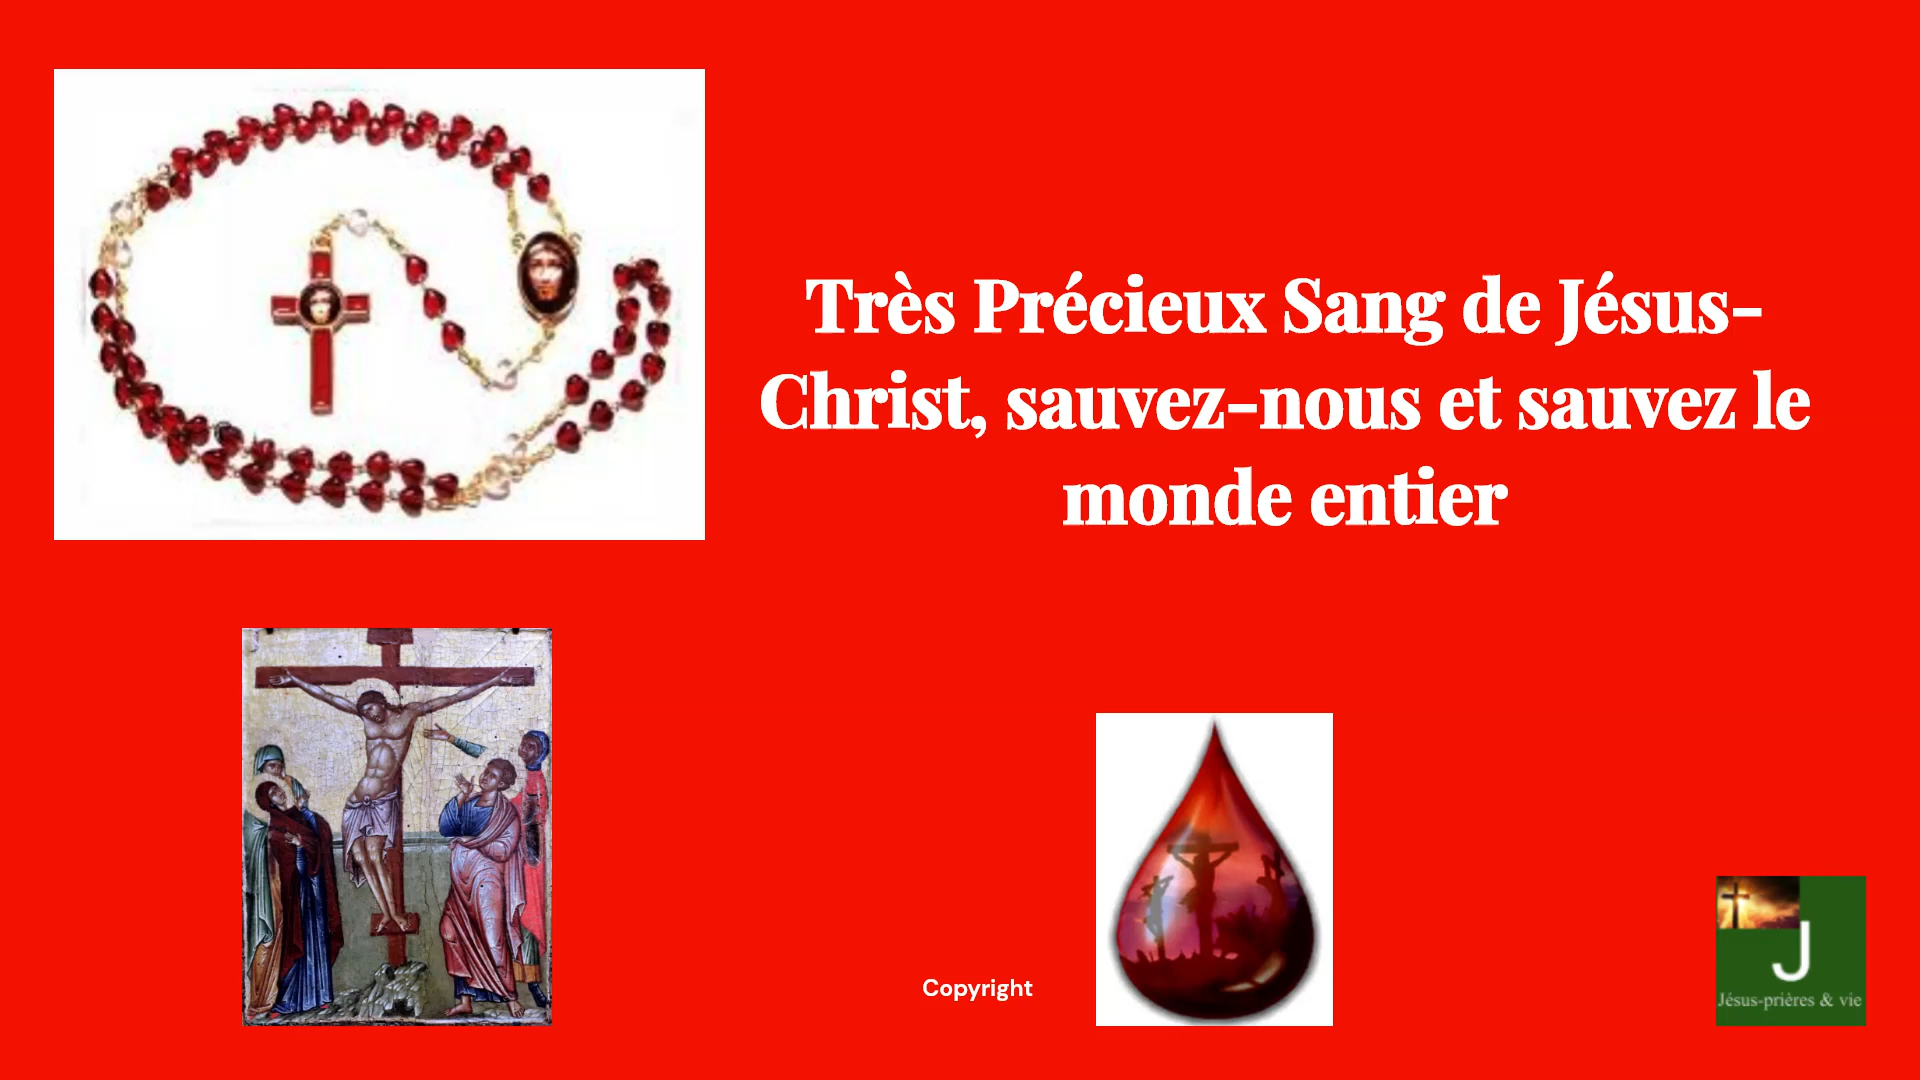 Très Précieux Sang de Jésus-
Christ, sauvez-nous et sauvez le
monde entier
Copyright
J
Jésus-prières & vie